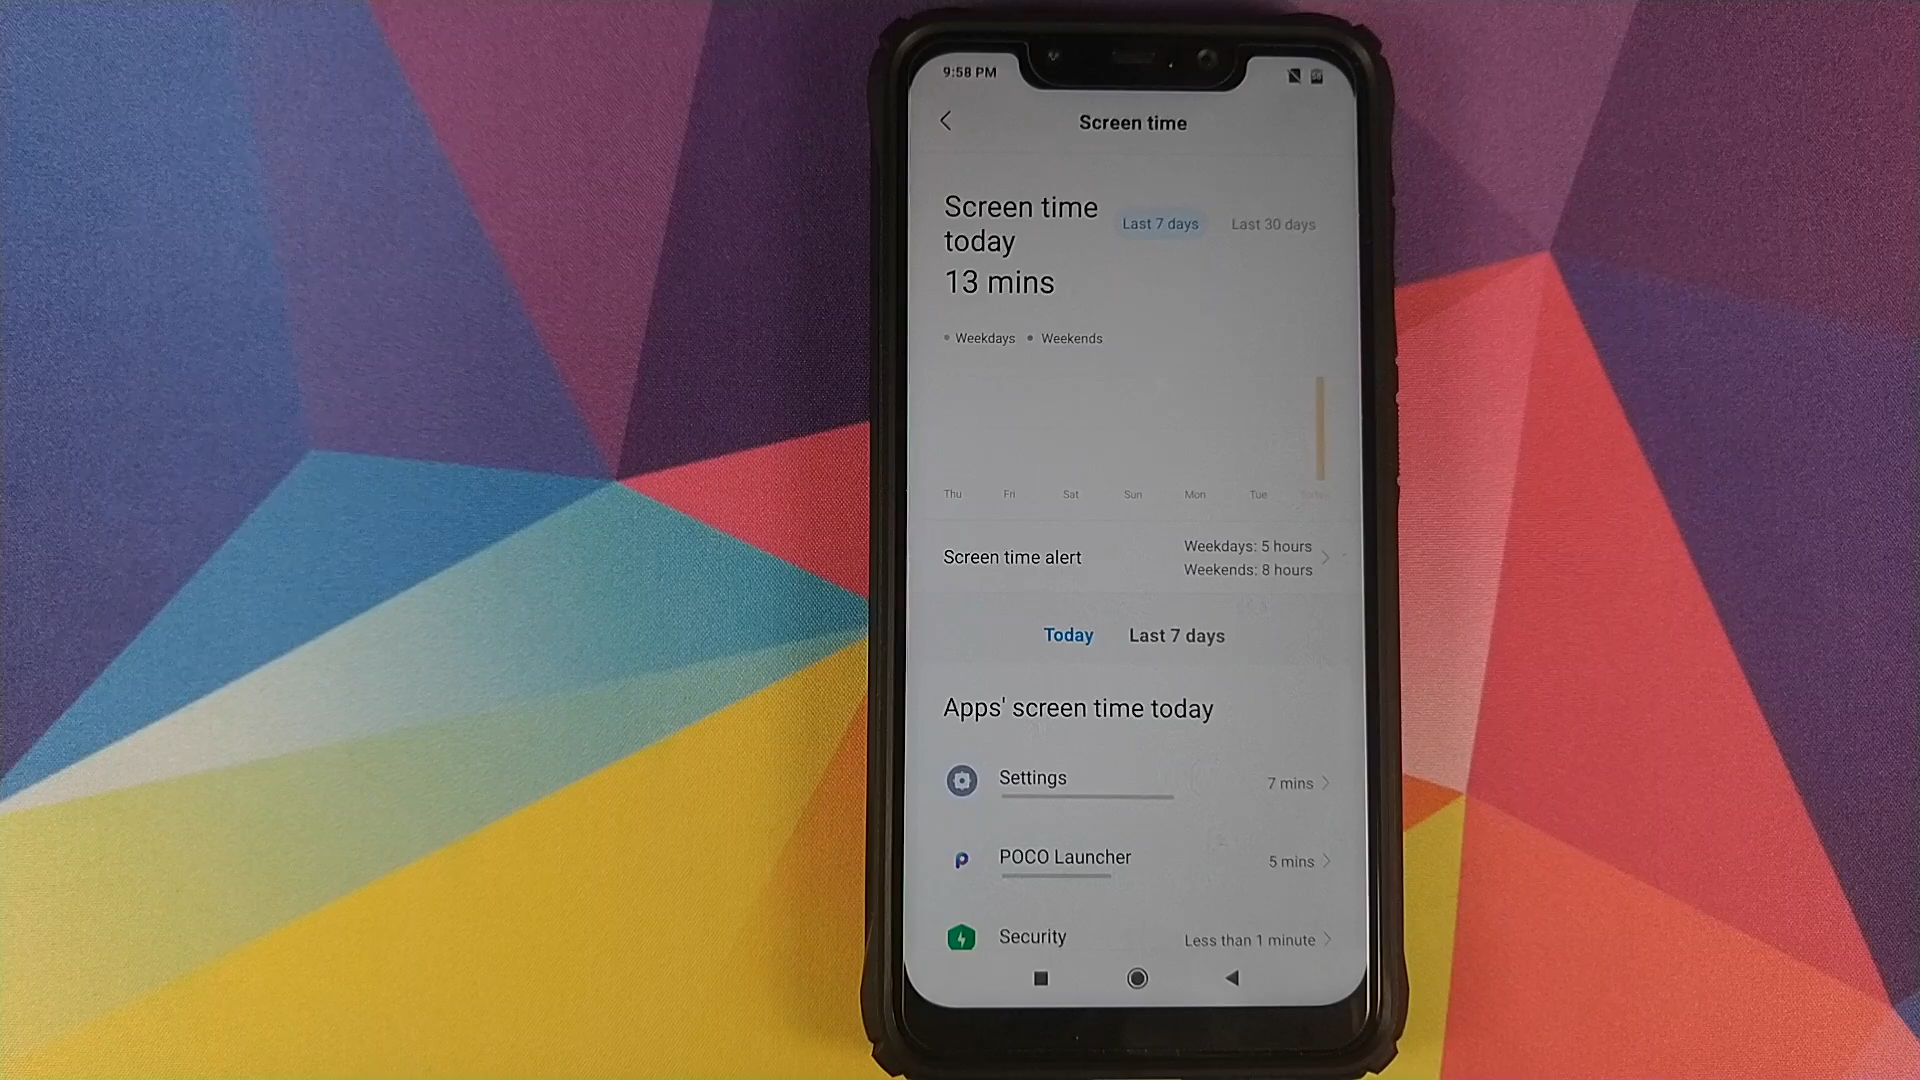 9:58 PM
Screen time
Screen time
today
13 mins
Last 7 days
Last 30 days
Weekdays
Weekends
Thu Fri Sat Sun Mon Tue
Screen time alert
Weekdays: 5 hours
Weekends: 8 hours
Today
Last 7 days
Apps' screen time today
Settings
7 mins
POCO Launcher
5 mins
Security
Less than 1 minute